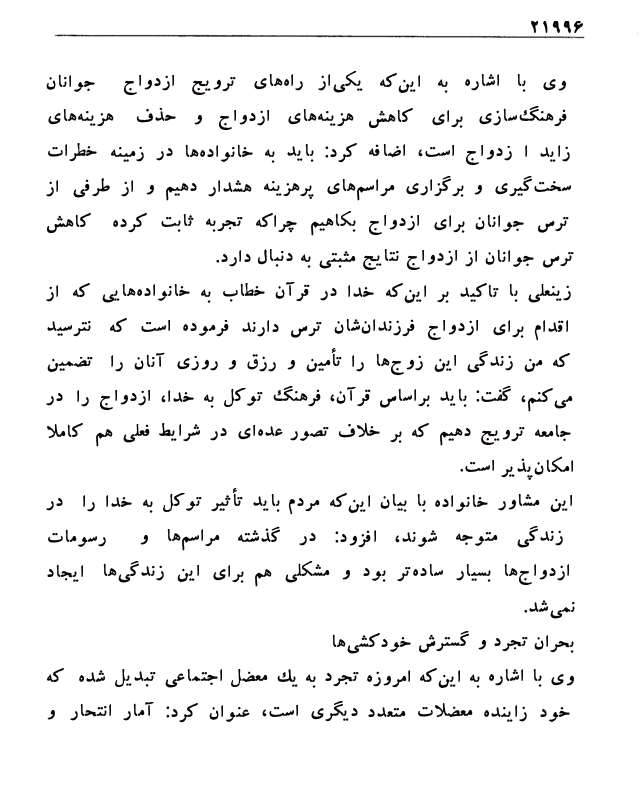 ۲۱۹۹۶
وی با اشاره به این‌که یکی‌از راه‌های ترویج ازدواج جوانان
فرهنگ‌سازی برای کاهش هزینه‌های ازدواج و حذف هزینه‌های
زاید ا زدواج است، اضافه کرد: باید به خانواده‌ها در زمینه خطرات
سخت‌گیری و برگزاری مراسم‌های پرهزینه هشدار دهیم و از طرفی از
ترس جوانان برای ازدواج بکاهیم چراکه تجربه ثابت کرده کاهش
ترس جوانان از ازدواج نتایج مثبتی به دنبال دارد.
زینعلی با تاکید بر این‌که خدا در قرآن خطاب به خانواده‌هایی که از
اقدام برای ازدواج فرزندان‌شان ترس دارند فرموده است که نترسید
که من زندگی این زوج‌ها را تأمین و رزق و روزی آنان را تضمین
می‌کنم، گفت: باید براساس قرآن، فرهنگ توکل به خدا، ازدواج را در
جامعه ترویج دهیم که بر خلاف تصور عده‌ای در شرایط فعلی هم کاملا
امکان‌پذیر است.
این مشاور خانواده با بیان این‌که مردم باید تأثیر توکل به خدا را در
زندگی متوجه شوند، افزود: در گذشته مراسم‌ها و رسومات
ازدواج‌ها بسیار ساده‌تر بود و مشکلی هم برای این زندگی‌ها ایجاد
نمی‌شد.
بحران تجرد و گسترش خودکشی‌ها
وی با اشاره به این‌که امروزه تجرد به یك معضل اجتماعی تبدیل شده که
خود زاینده معضلات متعدد دیگری است، عنوان کرد: آمار انتحار و